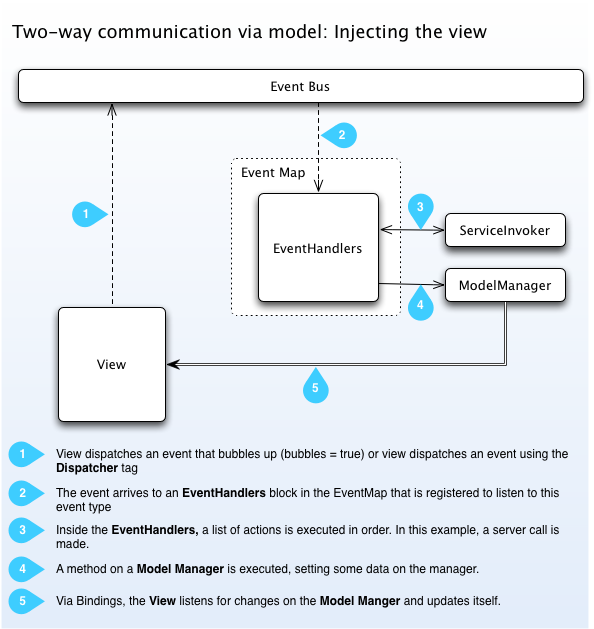 Two-way communication via model: Injecting the view
Event Bus
2
Event Map
1
3
EventHandlers
ServiceInvoker
ModelManager
4
View
5
1 View dispatches an event that bubbles up (bubbles = true) or view dispatches an event using the
Dispatcher tag
2 The event arrives to an EventHandlers block in the EventMap that is registered to listen to this
event type
3 Inside the EventHandlers, a list of actions is executed in order. In this example, a server call is
made.
4 A method on a Model Manager is executed, setting some data on the manager.
5 Via Bindings, the View listens for changes on the Model Manger and updates itself.